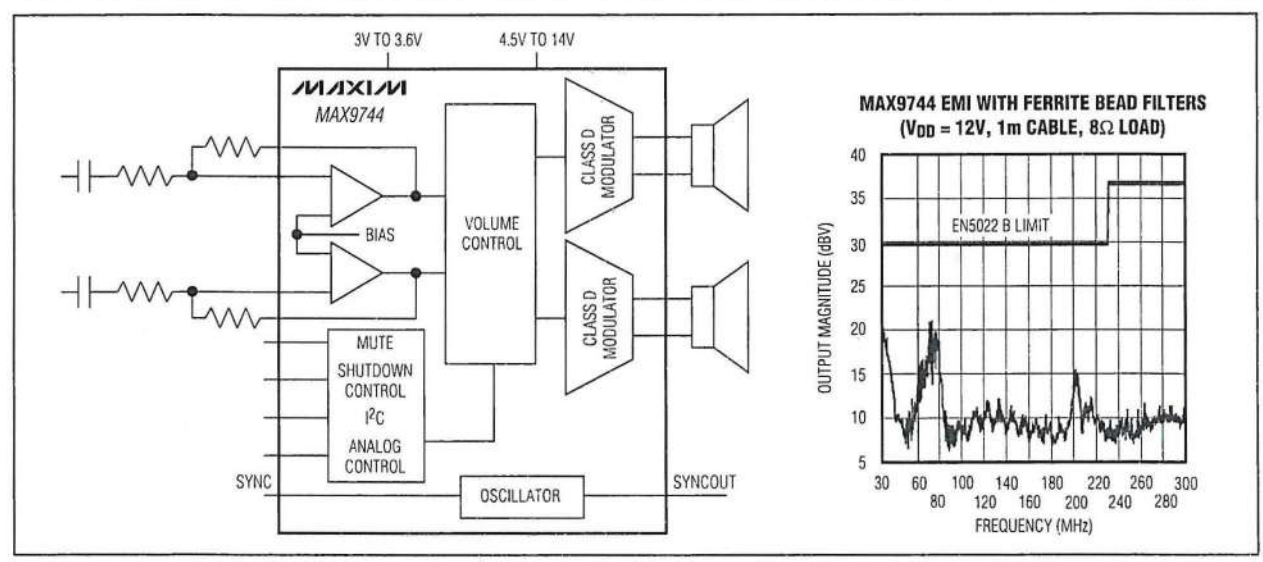 3V TO 3.6V
4.5V TO 14V
MAXIM
MAX9744
BIAS
VOLUME
CONTROL
CLASS D
MODULATOR
CLASS D
MODULATOR
MUTE
SHUTDOWN
CONTROL
I²C
ANALOG
CONTROL
SYNC
OSCILLATOR
SYNCOUT
MAX9744 EMI WITH FERRITE BEAD FILTERS
(VDD = 12V, 1m CABLE, 8Ω LOAD)
OUTPUT MAGNITUDE (dBV)
40
35
30
25
20
15
10
5
EN5022 B LIMIT
30 60 100 140 180 220 260 300
80 120 160 200 240 280
FREQUENCY (MHz)